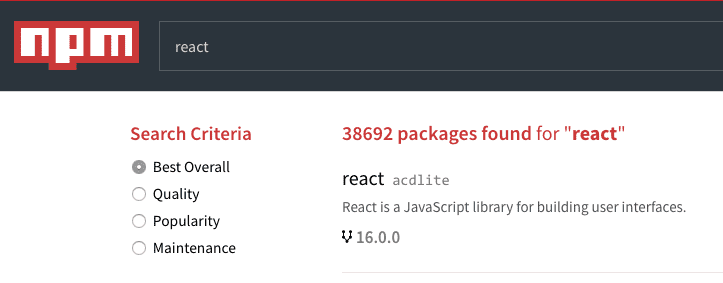 npm
react
Search Criteria
Best Overall
Quality
Popularity
Maintenance
38692 packages found for "react"
react acdlite
React is a JavaScript library for building user interfaces.
16.0.0